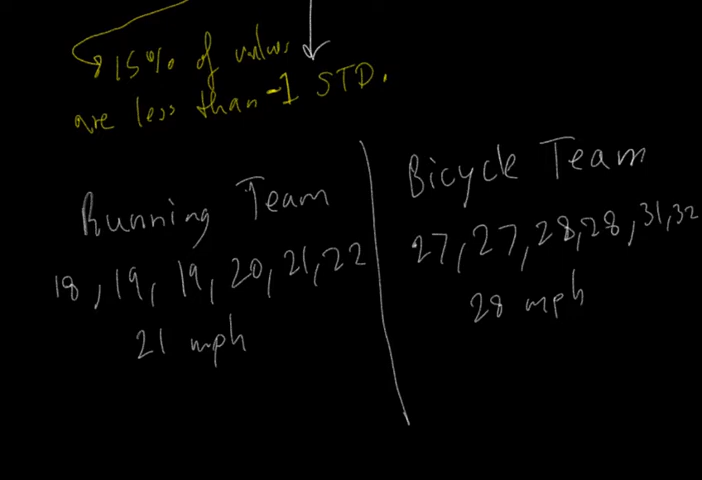 15% of values
are less than -1 STD.
Running Team
18, 19, 19, 20, 21, 22
21 mph
Bicycle Team
27, 27, 28, 28, 31, 32
28 mph